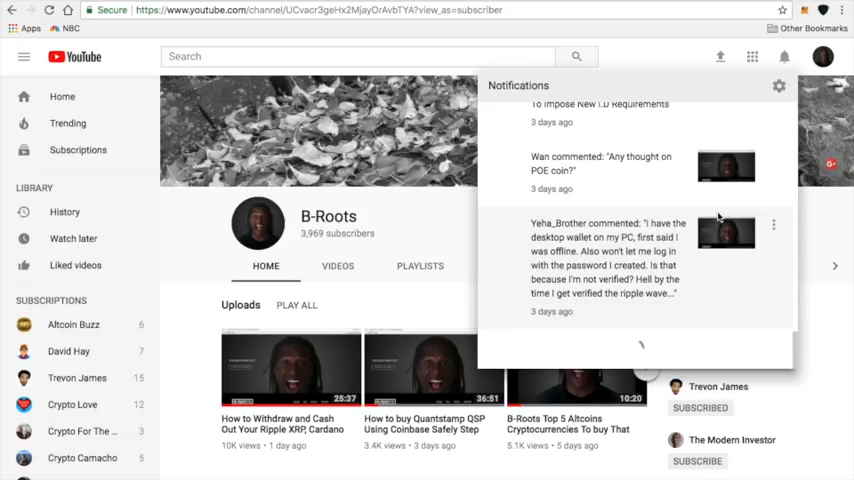 Secure https://www.youtube.com/channel/UCvacr3geHx2MjayOrAvbTYA?view_as=subscriber
Apps NBC Other Bookmarks
YouTube Search
Notifications
Home
Trending
Subscriptions
LIBRARY
History
Watch later
Liked videos
SUBSCRIPTIONS
Altcoin Buzz 6
David Hay 7
Trevon James 15
Crypto Love 12
Crypto For The ... 3
Crypto Camacho 6
B-Roots
3,969 subscribers
HOME VIDEOS PLAYLISTS
Uploads PLAY ALL
25:37
36:51
10:20
How to Withdraw and Cash
Out Your Ripple XRP, Cardano
10K views • 1 day ago
How to buy Quantstamp QSP
Using Coinbase Safely Step
3.4K views • 3 days ago
B-Roots Top 5 Altcoins
Cryptocurrencies To buy That
5.1K views • 5 days ago
To Impose New I.D Requirements
3 days ago
Wan commented: "Any thought on
POE coin?"
3 days ago
Yeha_Brother commented: "I have the
desktop wallet on my PC, first said I
was offline. Also won't let me log in
with the password I created. Is that
because I'm not verified? Hell by the
time I get verified the ripple wave..."
3 days ago
G+
Trevon James
SUBSCRIBED
The Modern Investor
SUBSCRIBE